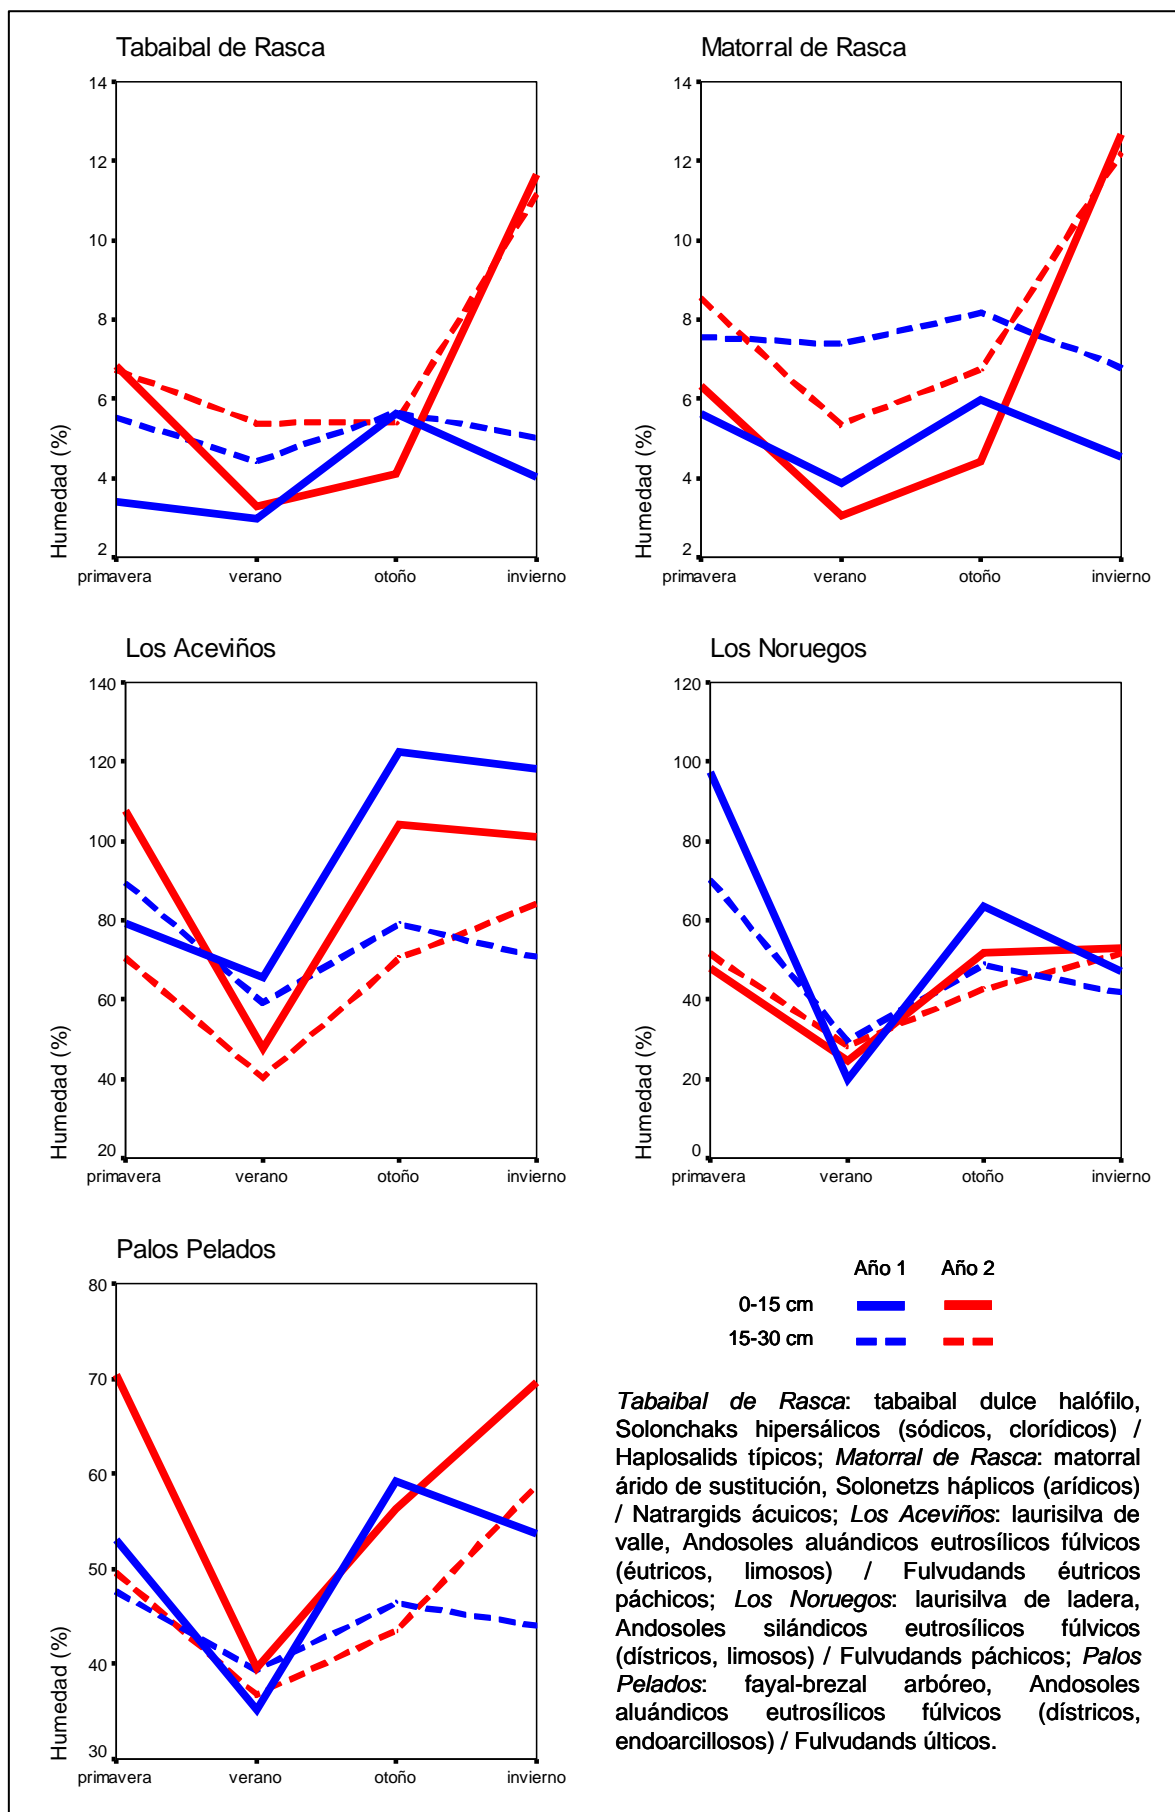 Tabaibal de Rasca
Humedad (%)
14
12
10
8
6
4
2
primavera verano otoño invierno
Matorral de Rasca
Humedad (%)
14
12
10
8
6
4
2
primavera verano otoño invierno
Los Aceviños
Humedad (%)
140
120
100
80
60
40
20
primavera verano otoño invierno
Los Noruegos
Humedad (%)
120
100
80
60
40
20
0
primavera verano otoño invierno
Palos Pelados
Humedad (%)
80
70
60
50
40
30
primavera verano otoño invierno
Año 1 Año 2
0-15 cm
15-30 cm
Tabaibal de Rasca: tabaibal dulce halófilo,
Solonchaks hipersálicos (sódicos, clorídicos) /
Haplosalids típicos; Matorral de Rasca: matorral
árido de sustitución, Solonetzs háplicos (arídicos)
/ Natrargids ácuicos; Los Aceviños: laurisilva de
valle, Andosoles aluándicos eutrosílicos fúlvicos
(éutricos, limosos) / Fulvudands éutricos
páchicos; Los Noruegos: laurisilva de ladera,
Andosoles silándicos eutrosílicos fúlvicos
(dístricos, limosos) / Fulvudands páchicos; Palos
Pelados: fayal-brezal arbóreo, Andosoles
aluándicos eutrosílicos fúlvicos (dístricos,
endoarcillosos) / Fulvudands últicos.